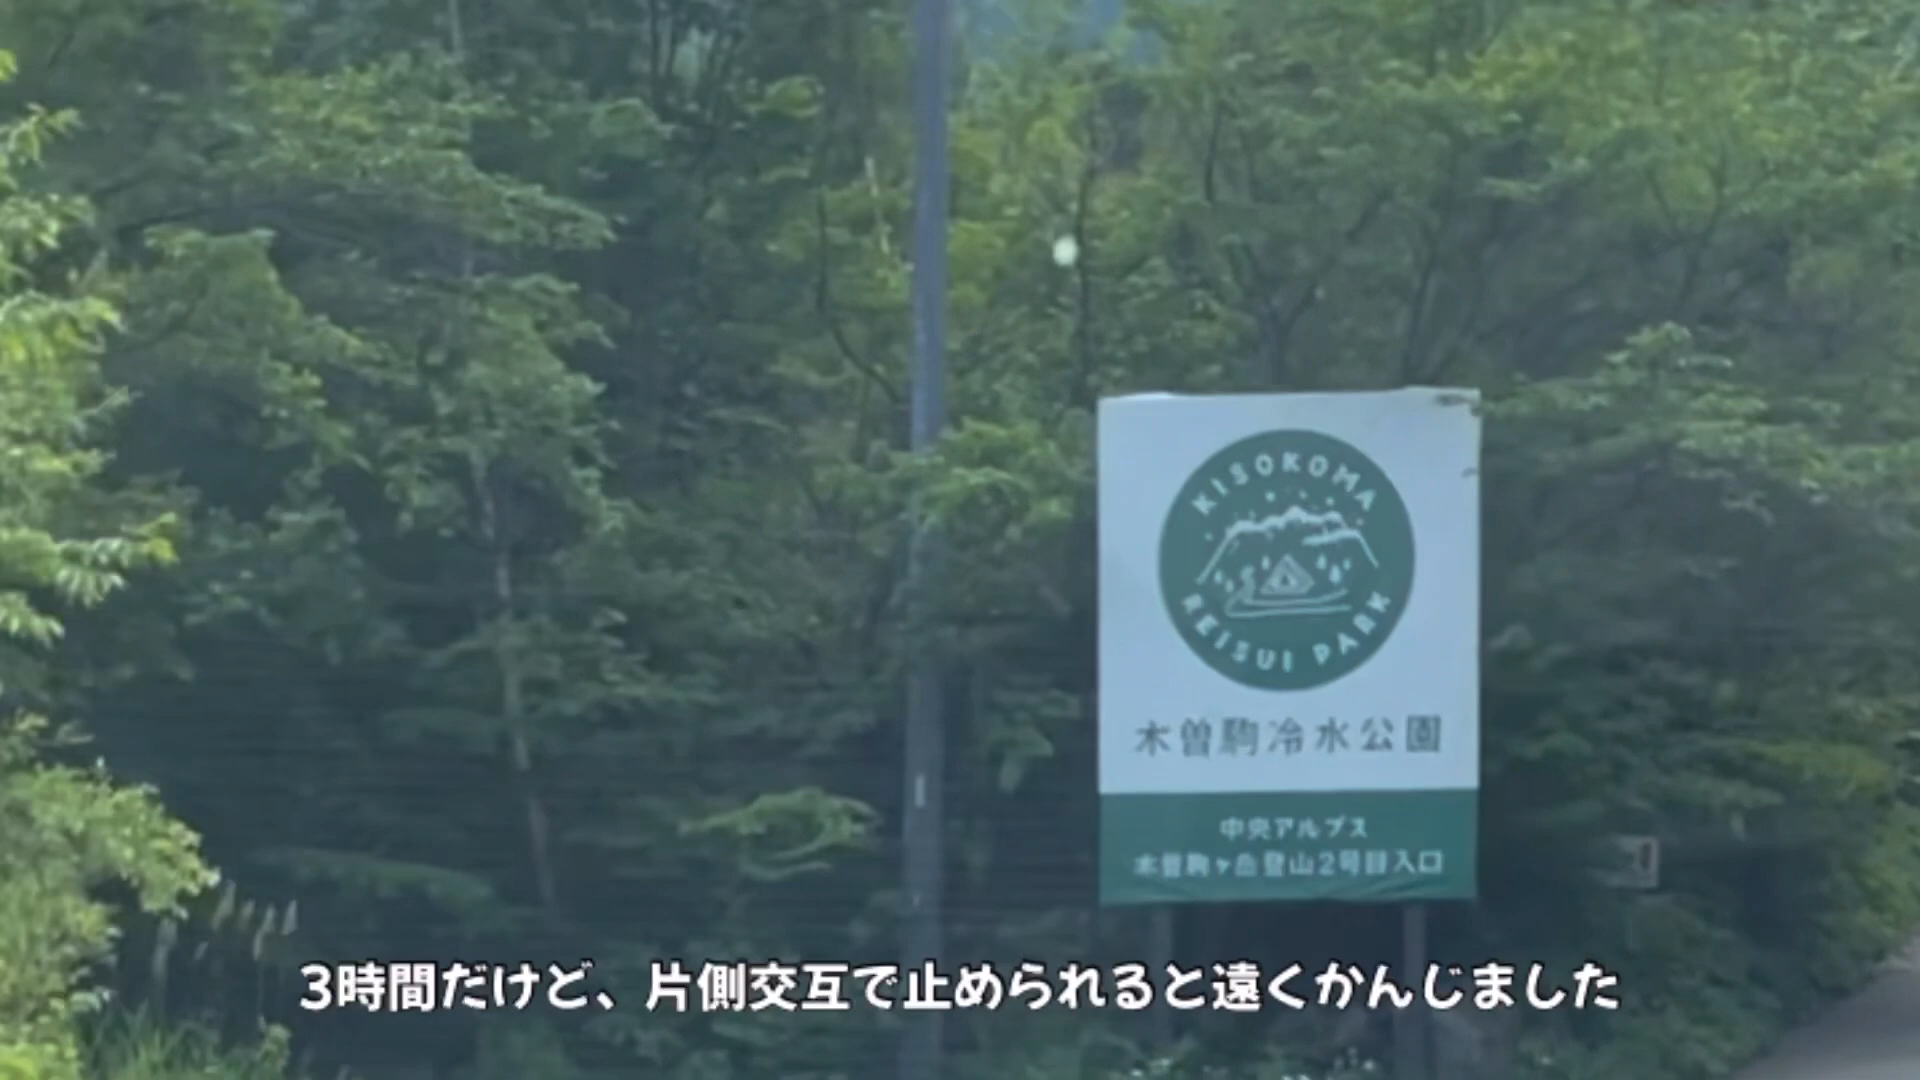 KISOKOMA
REISUI PARK
木曽駒冷水公園
中央アルプス
木曽駒ヶ岳登山2号目入口
3時間だけど、片側交互で止められると遠くかんじました